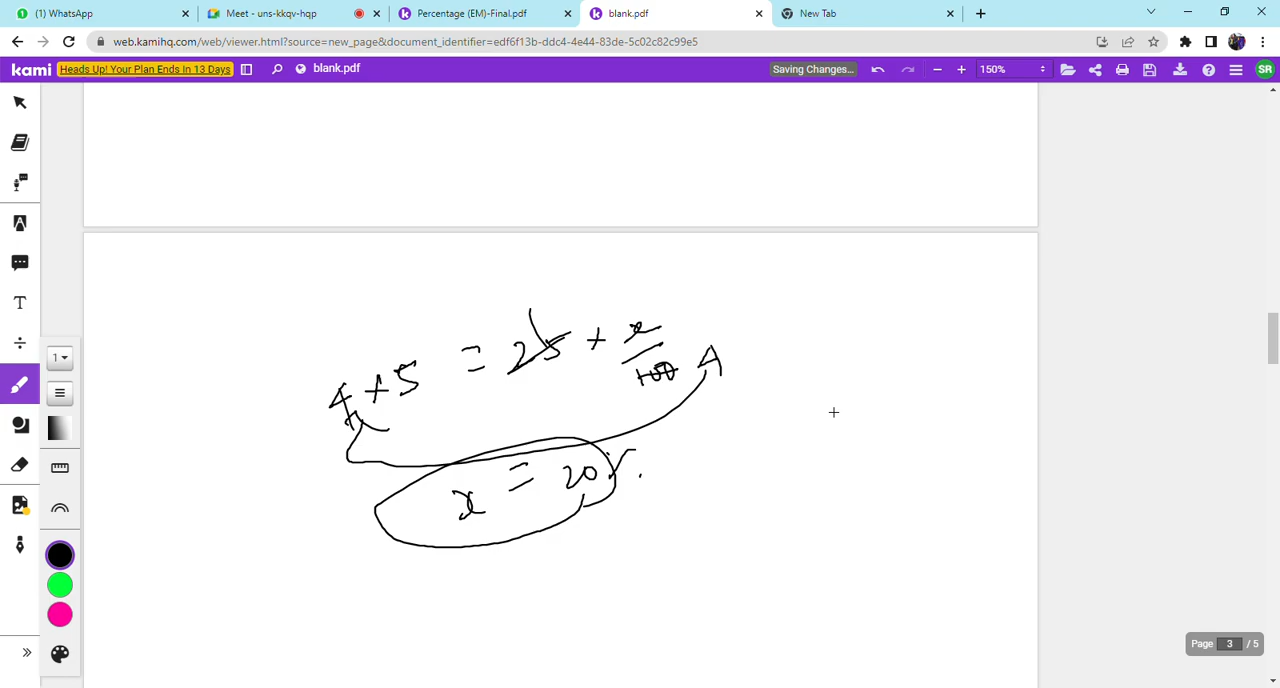 WhatsApp
Meet - uns-kkqv-hqp
Percentage (EM)-Final.pdf
blank.pdf
New Tab
web.kamihq.com/web/viewer.html?source=new_page&document_identifier=edf6f13b-ddc4-4e44-83de-5c02c82c99e5
kami
Heads Up! Your Plan Ends In 13 Days
blank.pdf
Saving Changes...
150%
SR
+ 5 = 25 + x/100 A
x = 20%
1
Page 3 / 5